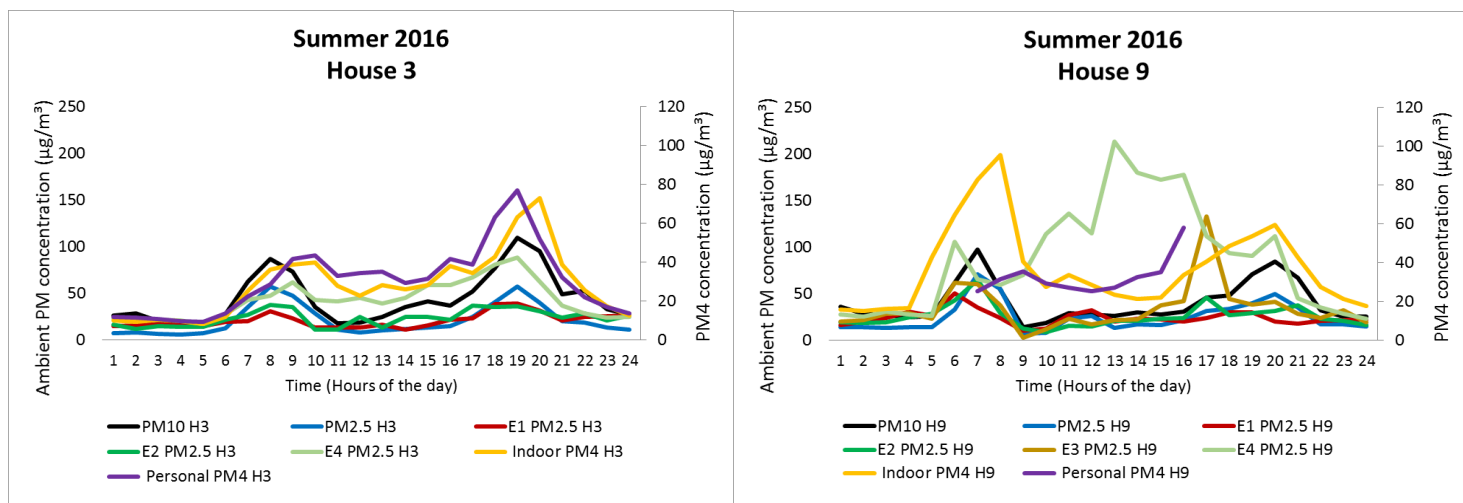 Summer 2016
House 3
Ambient PM concentration (µg/m³)
250
200
150
100
50
0
120
100
80
60
40
20
0
PM4 concentration (µg/m³)
1 2 3 4 5 6 7 8 9 10 11 12 13 14 15 16 17 18 19 20 21 22 23 24
Time (Hours of the day)
PM10 H3 PM2.5 H3 E1 PM2.5 H3
E2 PM2.5 H3 E4 PM2.5 H3 Indoor PM4 H3
Personal PM4 H3
Summer 2016
House 9
Ambient PM concentration (µg/m³)
250
200
150
100
50
0
120
100
80
60
40
20
0
PM4 concentration (µg/m³)
1 2 3 4 5 6 7 8 9 10 11 12 13 14 15 16 17 18 19 20 21 22 23 24
Time (Hours of the day)
PM10 H9 PM2.5 H9 E1 PM2.5 H9
E2 PM2.5 H9 E3 PM2.5 H9 E4 PM2.5 H9
Indoor PM4 H9 Personal PM4 H9